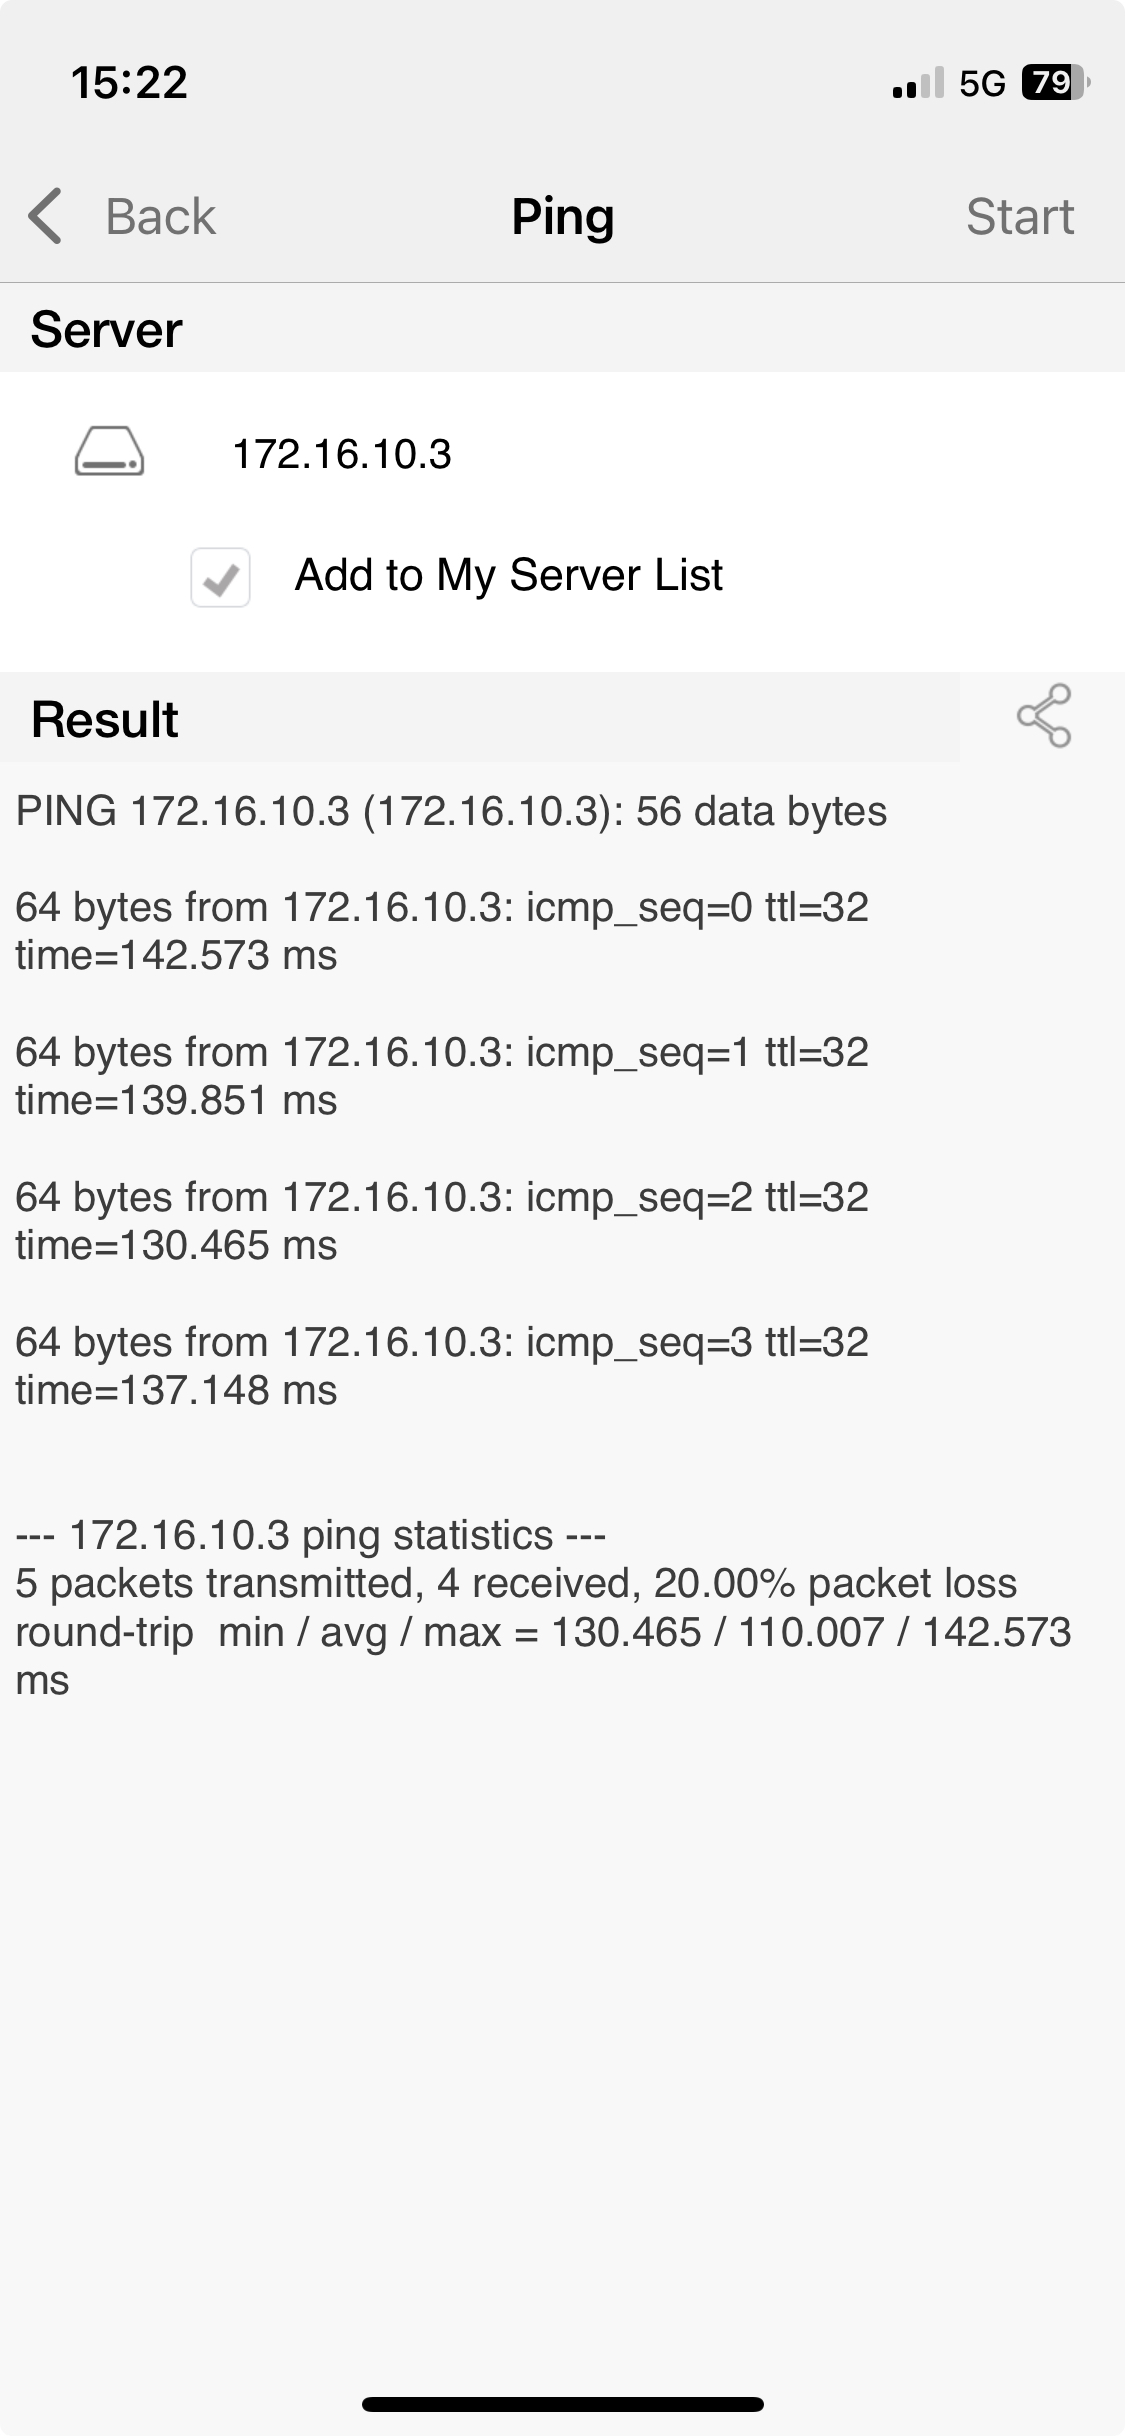 15:22
5G 79
Back
Ping
Start
Server
172.16.10.3
Add to My Server List
Result
PING 172.16.10.3 (172.16.10.3): 56 data bytes
64 bytes from 172.16.10.3: icmp_seq=0 ttl=32
time=142.573 ms
64 bytes from 172.16.10.3: icmp_seq=1 ttl=32
time=139.851 ms
64 bytes from 172.16.10.3: icmp_seq=2 ttl=32
time=130.465 ms
64 bytes from 172.16.10.3: icmp_seq=3 ttl=32
time=137.148 ms
--- 172.16.10.3 ping statistics ---
5 packets transmitted, 4 received, 20.00% packet loss
round-trip  min / avg / max = 130.465 / 110.007 / 142.573
ms